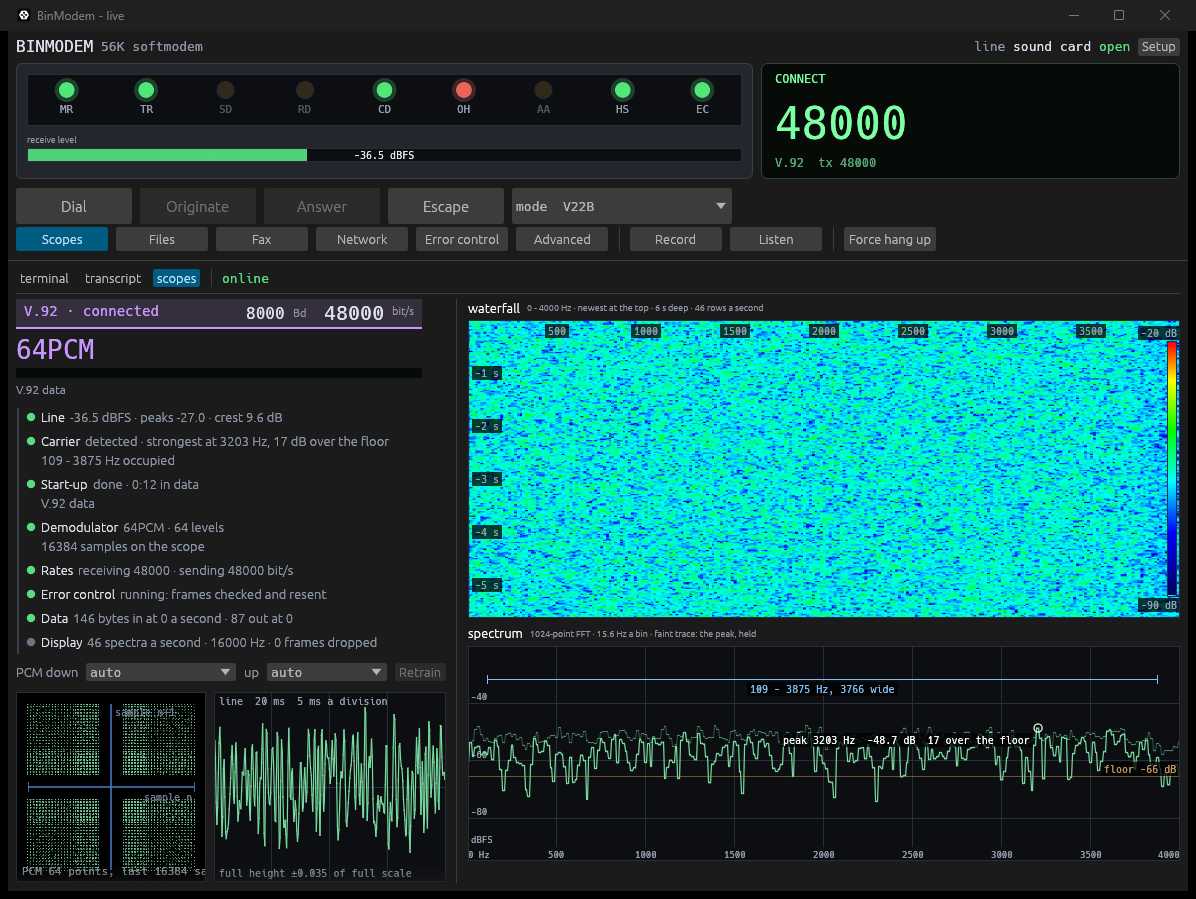 BinModem - live
BINMODEM 56K softmodem
line sound card open Setup
MR TR SD RD CD OH AA HS EC
receive level
-36.5 dBFS
CONNECT
48000
V.92 tx 48000
Dial Originate Answer Escape mode V22B
Scopes Files Fax Network Error control Advanced Record Listen Force hang up
terminal transcript scopes online
V.92 · connected 8000 Bd 48000 bit/s
64PCM
V.92 data
Line -36.5 dBFS · peaks -27.0 · crest 9.6 dB
Carrier detected · strongest at 3203 Hz, 17 dB over the floor
109 - 3875 Hz occupied
Start-up done · 0:12 in data
V.92 data
Demodulator 64PCM · 64 levels
16384 samples on the scope
Rates receiving 48000 · sending 48000 bit/s
Error control running: frames checked and resent
Data 146 bytes in at 0 a second · 87 out at 0
Display 46 spectra a second · 16000 Hz · 0 frames dropped
PCM down auto up auto Retrain
sample n+1
sample n
PCM 64 points, last 16384 sa
line 20 ms 5 ms a division
full height ±0.035 of full scale
waterfall 0 - 4000 Hz · newest at the top · 6 s deep · 46 rows a second
500 1000 1500 2000 2500 3000 3500 -20 dB
-1 s
-2 s
-3 s
-4 s
-5 s
-90 dB
spectrum 1024-point FFT · 15.6 Hz a bin · faint trace: the peak, held
109 - 3875 Hz, 3766 wide
-40
peak 3203 Hz -48.7 dB 17 over the floor
-60
floor -66 dB
-80
dBFS
0 Hz 500 1000 1500 2000 2500 3000 3500 4000